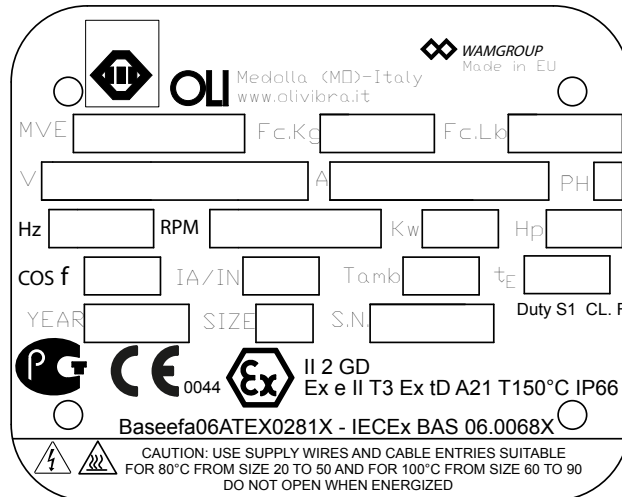 WAMGROUP
Made in EU
OLI Medolla (MO)-Italy
www.olivibra.it
MVE Fc.Kg Fc.Lb
V A PH
Hz RPM Kw Hp
cos f IA/IN Tamb tE
Duty S1 CL. F
YEAR SIZE S.N.
CE 0044 Ex II 2 GD
Ex e II T3 Ex tD A21 T150°C IP66
Baseefa06ATEX0281X - IECEx BAS 06.0068X
CAUTION: USE SUPPLY WIRES AND CABLE ENTRIES SUITABLE
FOR 80°C FROM SIZE 20 TO 50 AND FOR 100°C FROM SIZE 60 TO 90
DO NOT OPEN WHEN ENERGIZED